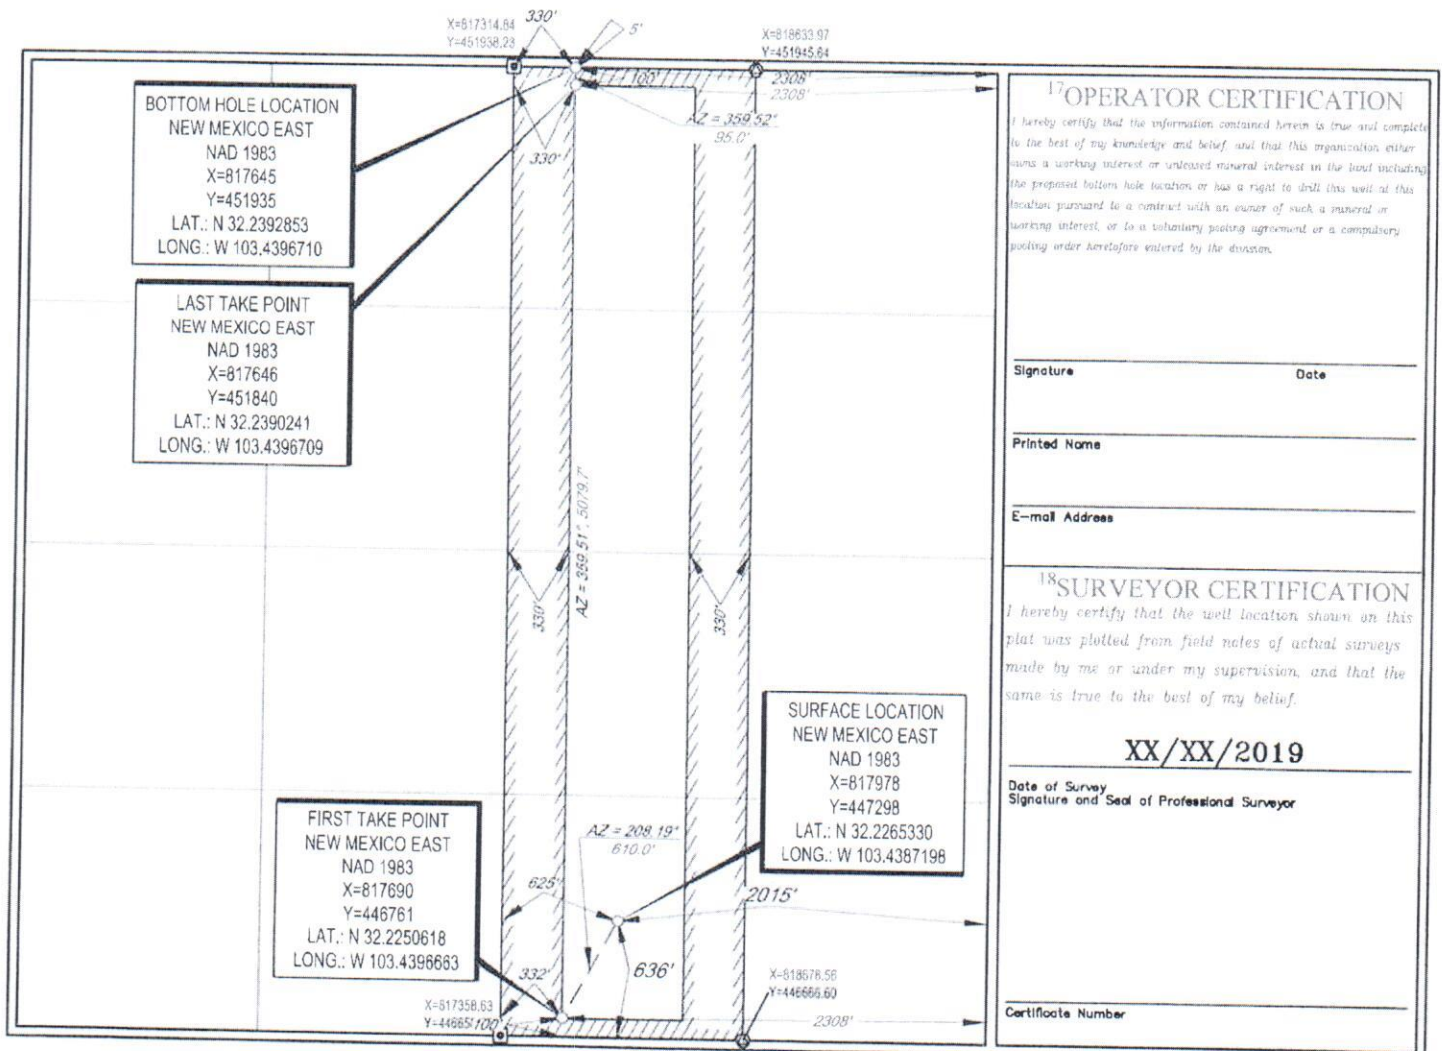 X=817314.84
Y=451938.23
330'
5'
X=818633.97
Y=451945.64
100'
2308'
2308'
AZ = 359.52°
95.0'
330'
BOTTOM HOLE LOCATION
NEW MEXICO EAST
NAD 1983
X=817645
Y=451935
LAT.: N 32.2392853
LONG.: W 103.4396710
LAST TAKE POINT
NEW MEXICO EAST
NAD 1983
X=817646
Y=451840
LAT.: N 32.2390241
LONG.: W 103.4396709
AZ = 359.51°, 5079.7'
330'
330'
SURFACE LOCATION
NEW MEXICO EAST
NAD 1983
X=817978
Y=447298
LAT.: N 32.2265330
LONG.: W 103.4387198
FIRST TAKE POINT
NEW MEXICO EAST
NAD 1983
X=817690
Y=446761
LAT.: N 32.2250618
LONG.: W 103.4396663
AZ = 208.19°
610.0'
625'
2015'
636'
332'
X=817358.63
Y=44665
100'
X=818678.56
Y=446666.60
2308'
17 OPERATOR CERTIFICATION
I hereby certify that the information contained herein is true and complete
to the best of my knowledge and belief, and that this organization either
owns a working interest or unleased mineral interest in the land including
the proposed bottom hole location or has a right to drill this well at this
location pursuant to a contract with an owner of such a mineral or
working interest, or to a voluntary pooling agreement or a compulsory
pooling order heretofore entered by the division.
Signature Date
Printed Name
E-mail Address
18 SURVEYOR CERTIFICATION
I hereby certify that the well location shown on this
plat was plotted from field notes of actual surveys
made by me or under my supervision, and that the
same is true to the best of my belief.
XX/XX/2019
Date of Survey
Signature and Seal of Professional Surveyor
Certificate Number